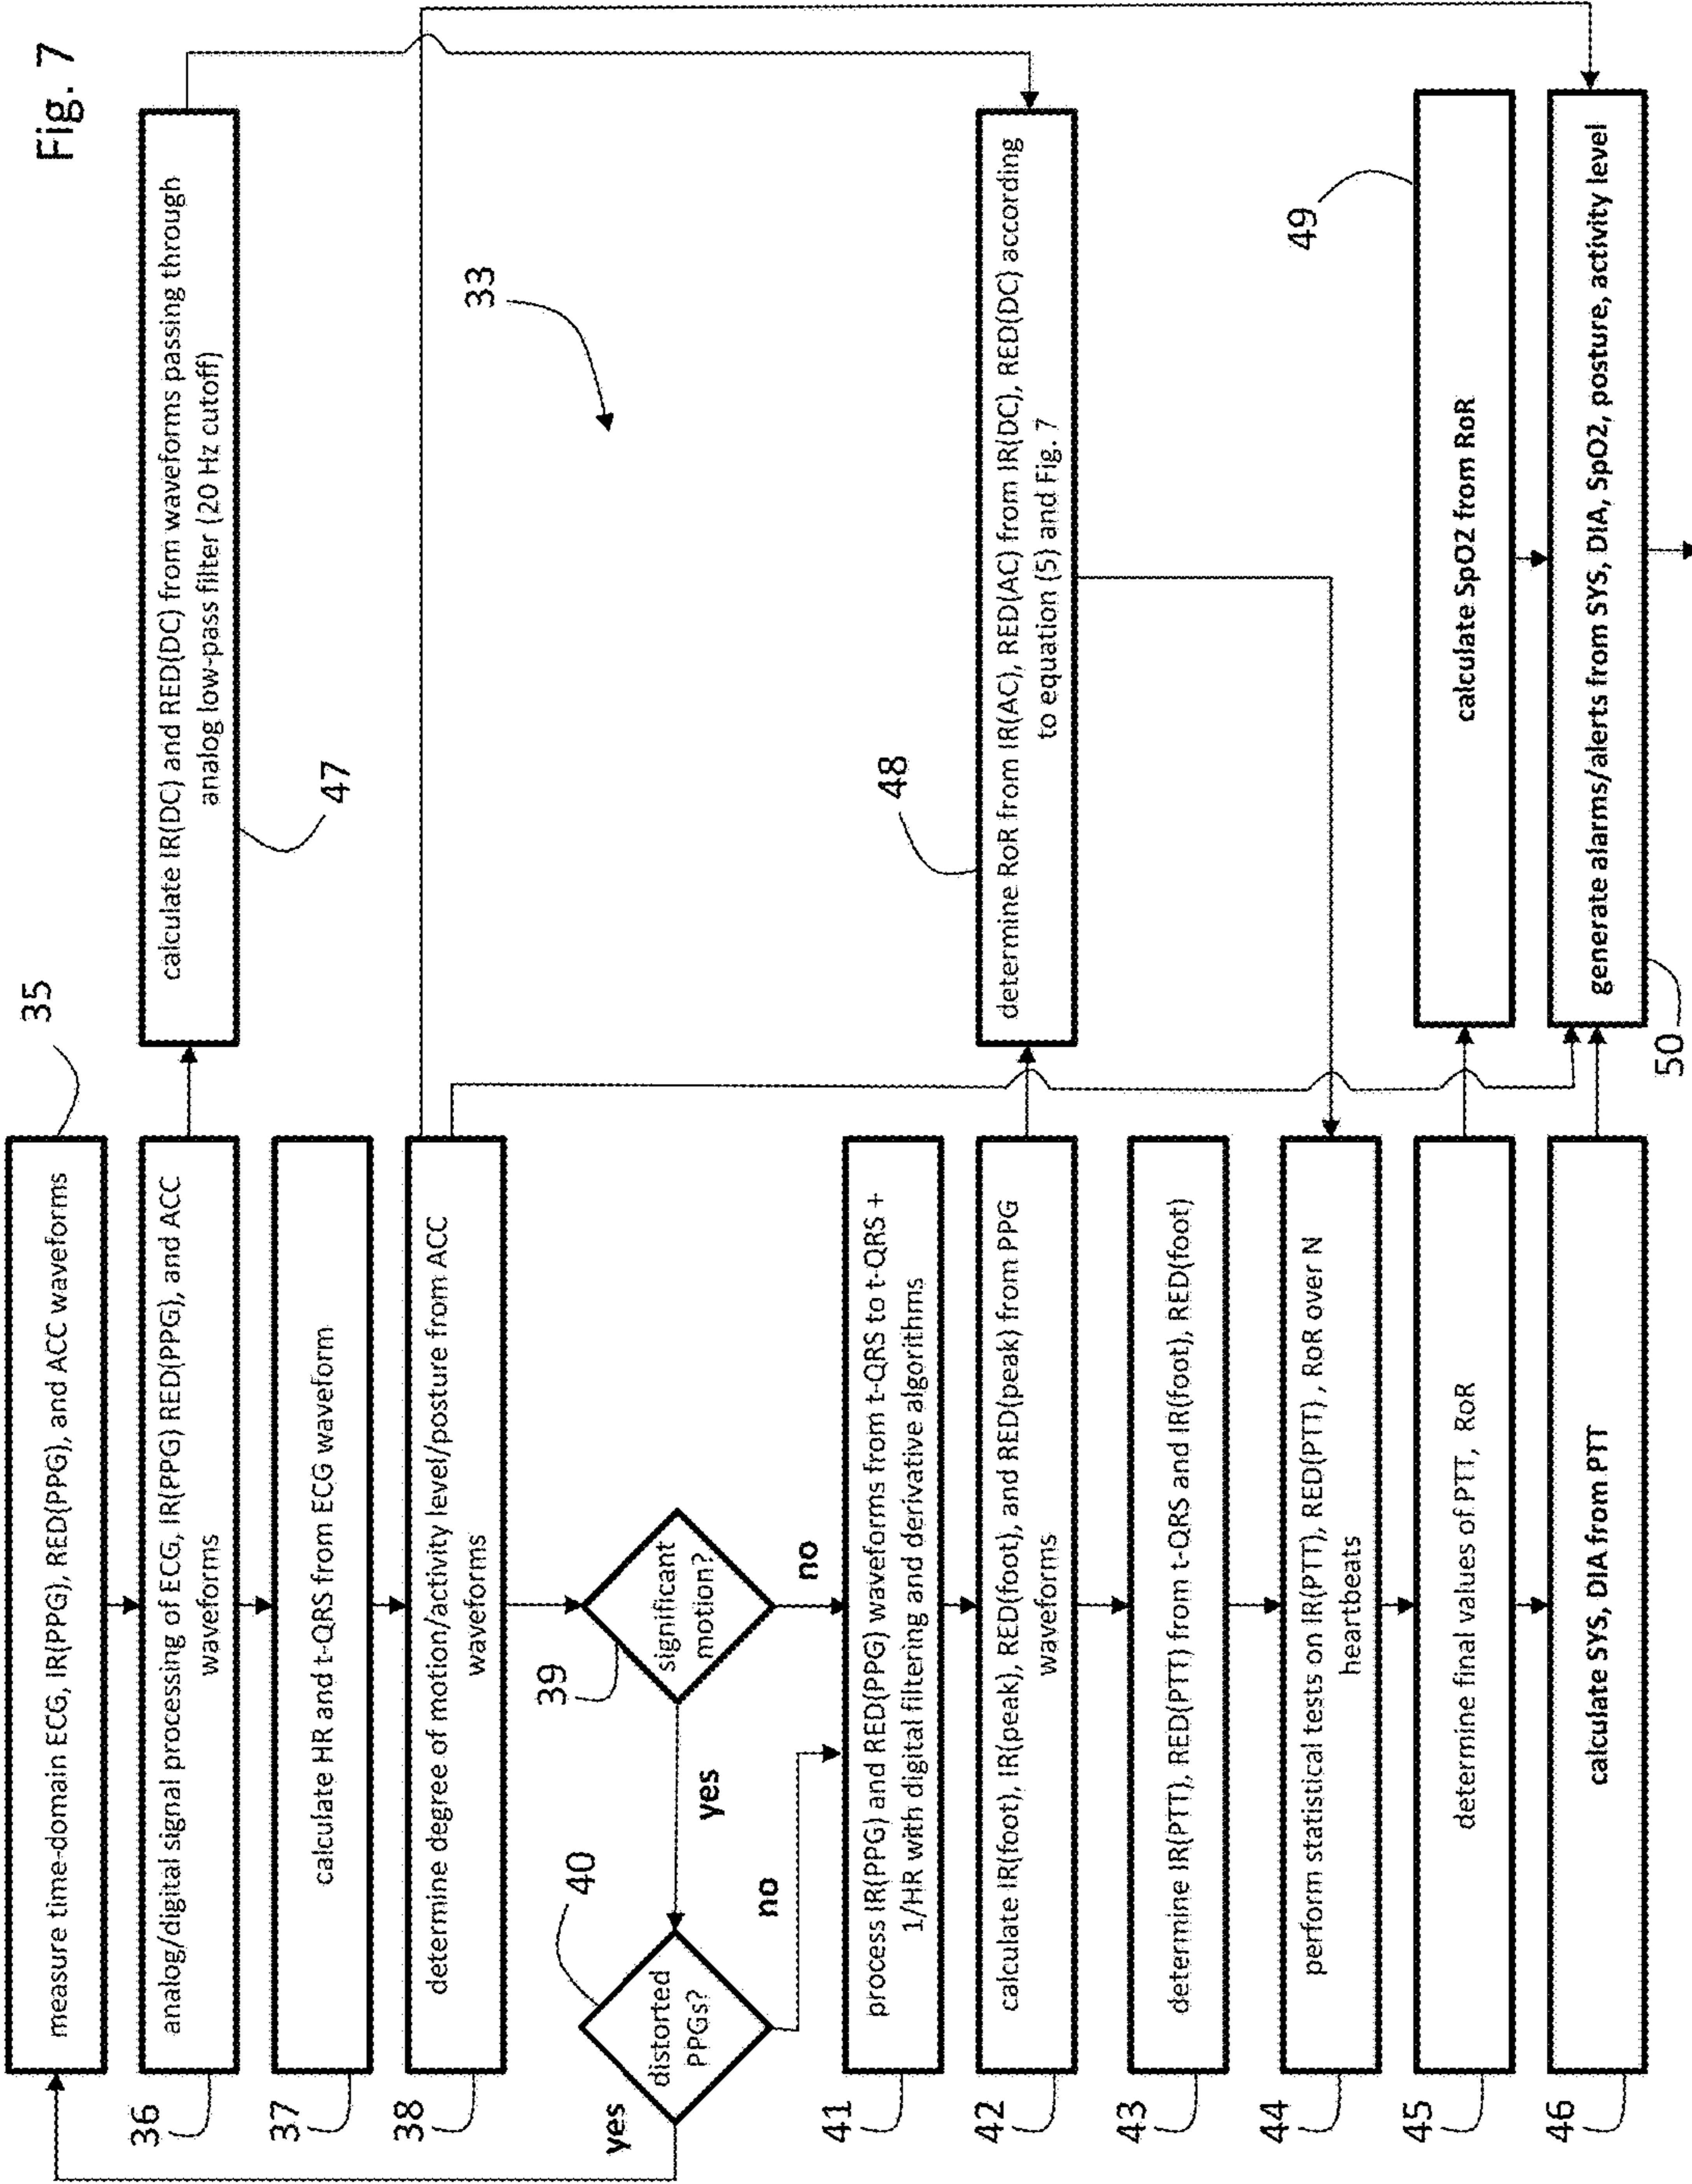 Fig. 7
35
measure time-domain ECG, IR(PPG), RED(PPG), and ACC waveforms
36
analog/digital signal processing of ECG, IR(PPG) RED(PPG), and ACC
waveforms
calculate IR(DC) and RED(DC) from waveforms passing through
analog low-pass filter (20 Hz cutoff)
47
37
calculate HR and t-QRS from ECG waveform
38
determine degree of motion/activity level/posture from ACC
waveforms
33
39
significant
motion?
yes
no
40
distorted
PPGs?
yes
no
41
process IR(PPG) and RED(PPG) waveforms from t-QRS to t-QRS +
1/HR with digital filtering and derivative algorithms
42
calculate IR(foot), IR(peak), RED(foot), and RED(peak) from PPG
waveforms
48
determine RoR from IR(AC), RED(AC) from IR(DC), RED(DC) according
to equation (5) and Fig. 7
43
determine IR(PTT), RED(PTT) from t-QRS and IR(foot), RED(foot)
44
perform statistical tests on IR(PTT), RED(PTT), RoR over N
heartbeats
45
determine final values of PTT, RoR
49
calculate SpO2 from RoR
46
calculate SYS, DIA from PTT
generate alarms/alerts from SYS, DIA, SpO2, posture, activity level
50